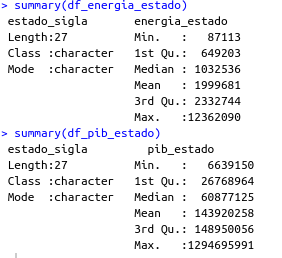 > summary(df_energia_estado)
 estado_sigla       energia_estado
 Length:27          Min.   :   87113
 Class :character   1st Qu.:  649203
 Mode  :character   Median : 1032536
                    Mean   : 1999681
                    3rd Qu.: 2332744
                    Max.   :12362090
> summary(df_pib_estado)
 estado_sigla         pib_estado
 Length:27          Min.   :   6639150
 Class :character   1st Qu.:  26768964
 Mode  :character   Median :  60877125
                    Mean   : 143920258
                    3rd Qu.: 148950056
                    Max.   :1294695991